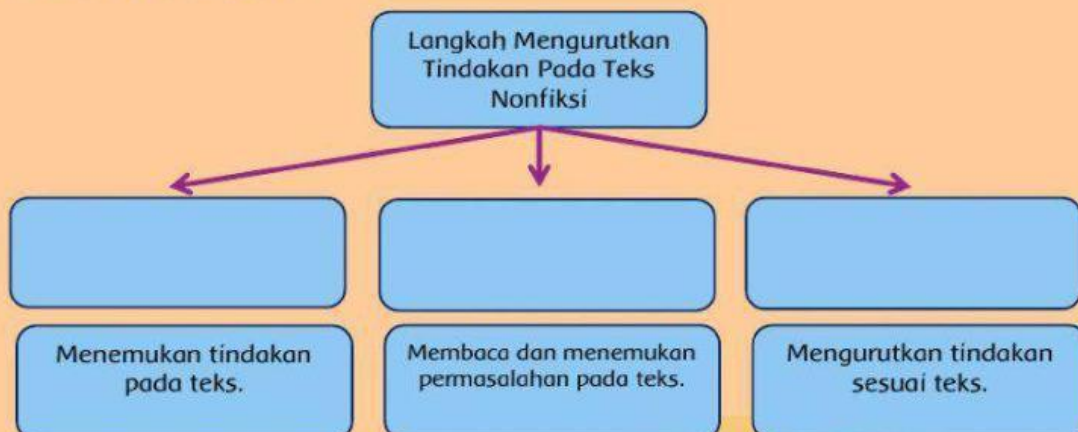 Langkah Mengurutkan
Tindakan Pada Teks
Nonfiksi
Menemukan tindakan
pada teks.
Membaca dan menemukan
permasalahan pada teks.
Mengurutkan tindakan
sesuai teks.